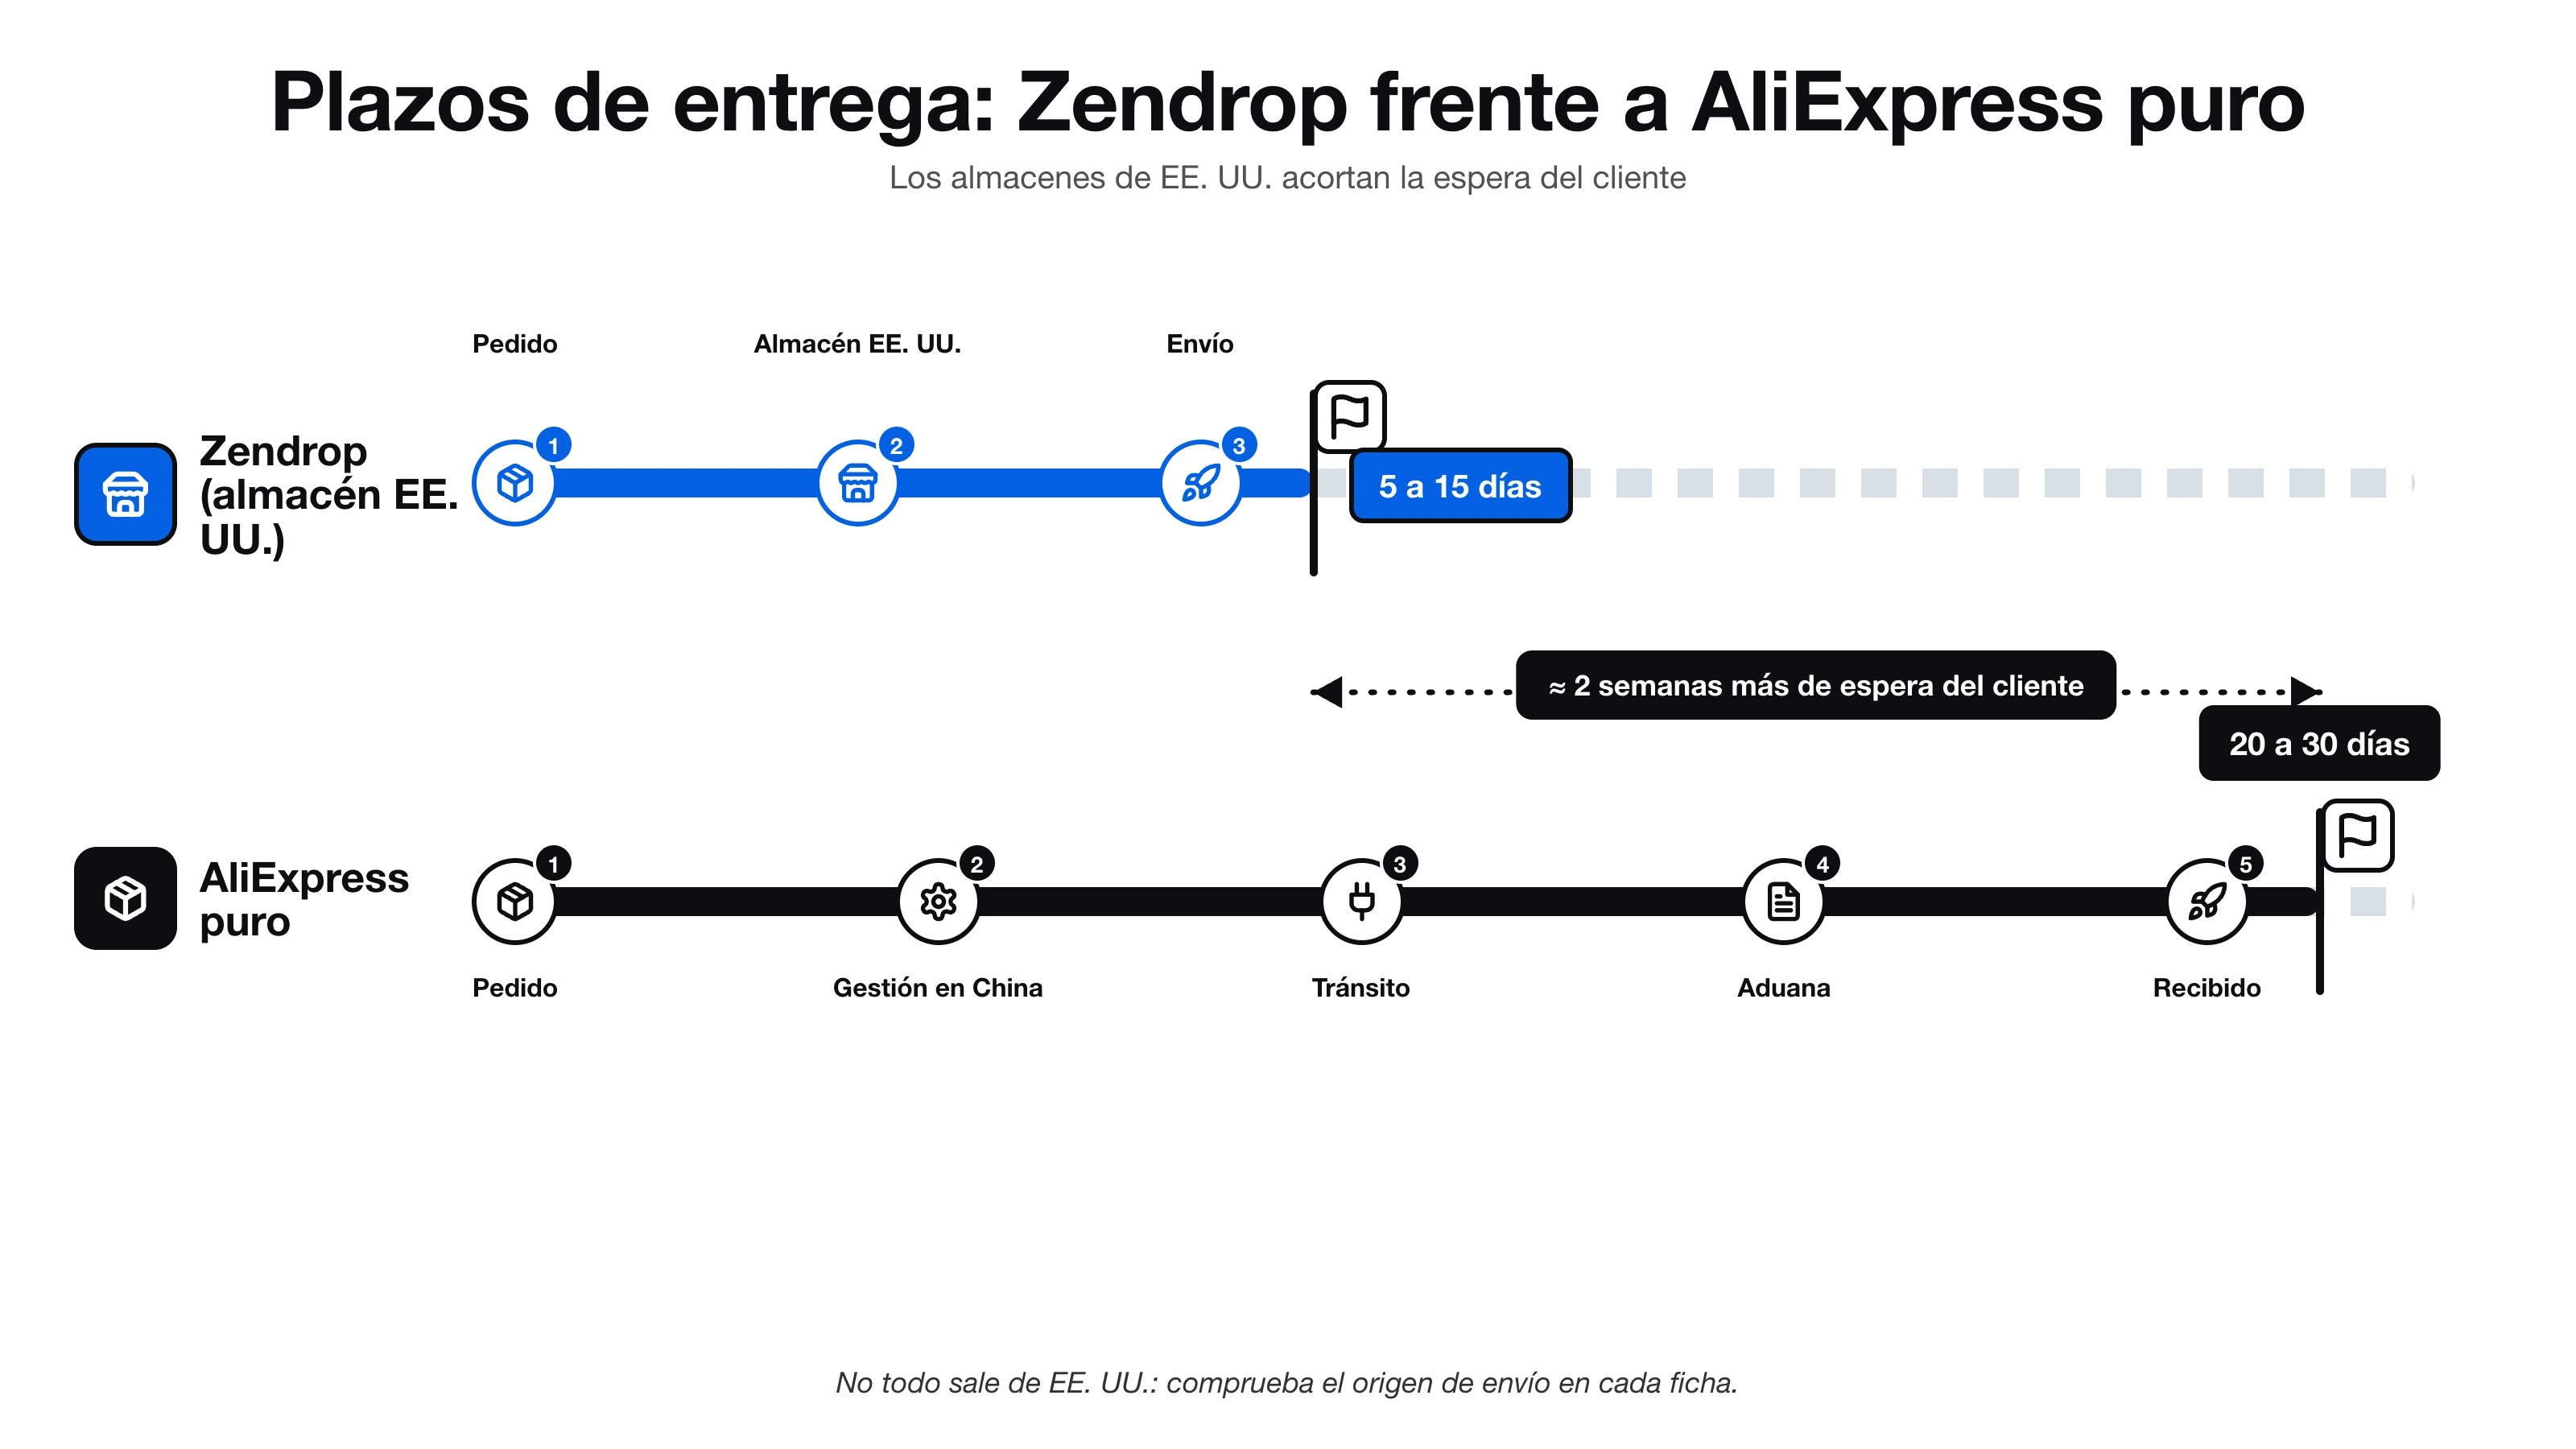 Plazos de entrega: Zendrop frente a AliExpress puro
Los almacenes de EE. UU. acortan la espera del cliente
Pedido
Almacén EE. UU.
Envío
Zendrop
(almacén EE.
UU.)
1
2
3
5 a 15 días
≈ 2 semanas más de espera del cliente
20 a 30 días
AliExpress
puro
1
2
3
4
5
Pedido
Gestión en China
Tránsito
Aduana
Recibido
No todo sale de EE. UU.: comprueba el origen de envío en cada ficha.